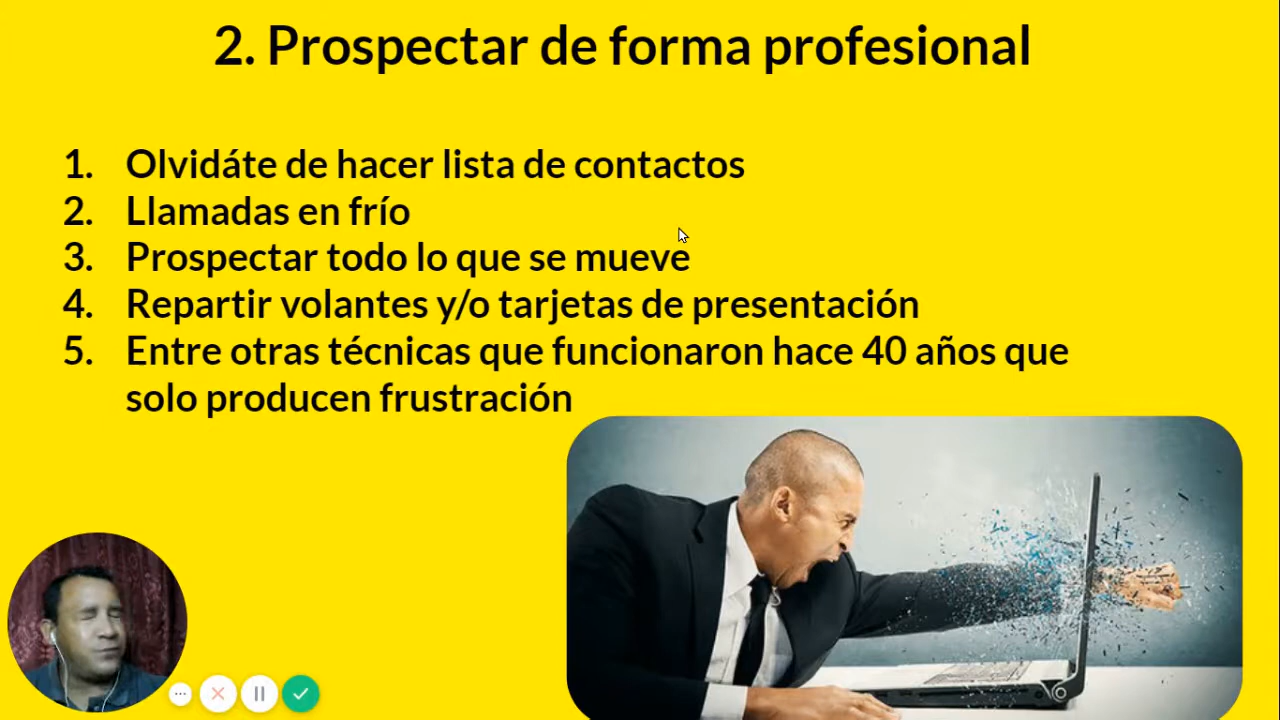 2. Prospectar de forma profesional
1. Olvidáte de hacer lista de contactos
2. Llamadas en frío
3. Prospectar todo lo que se mueve
4. Repartir volantes y/o tarjetas de presentación
5. Entre otras técnicas que funcionaron hace 40 años que
solo producen frustración